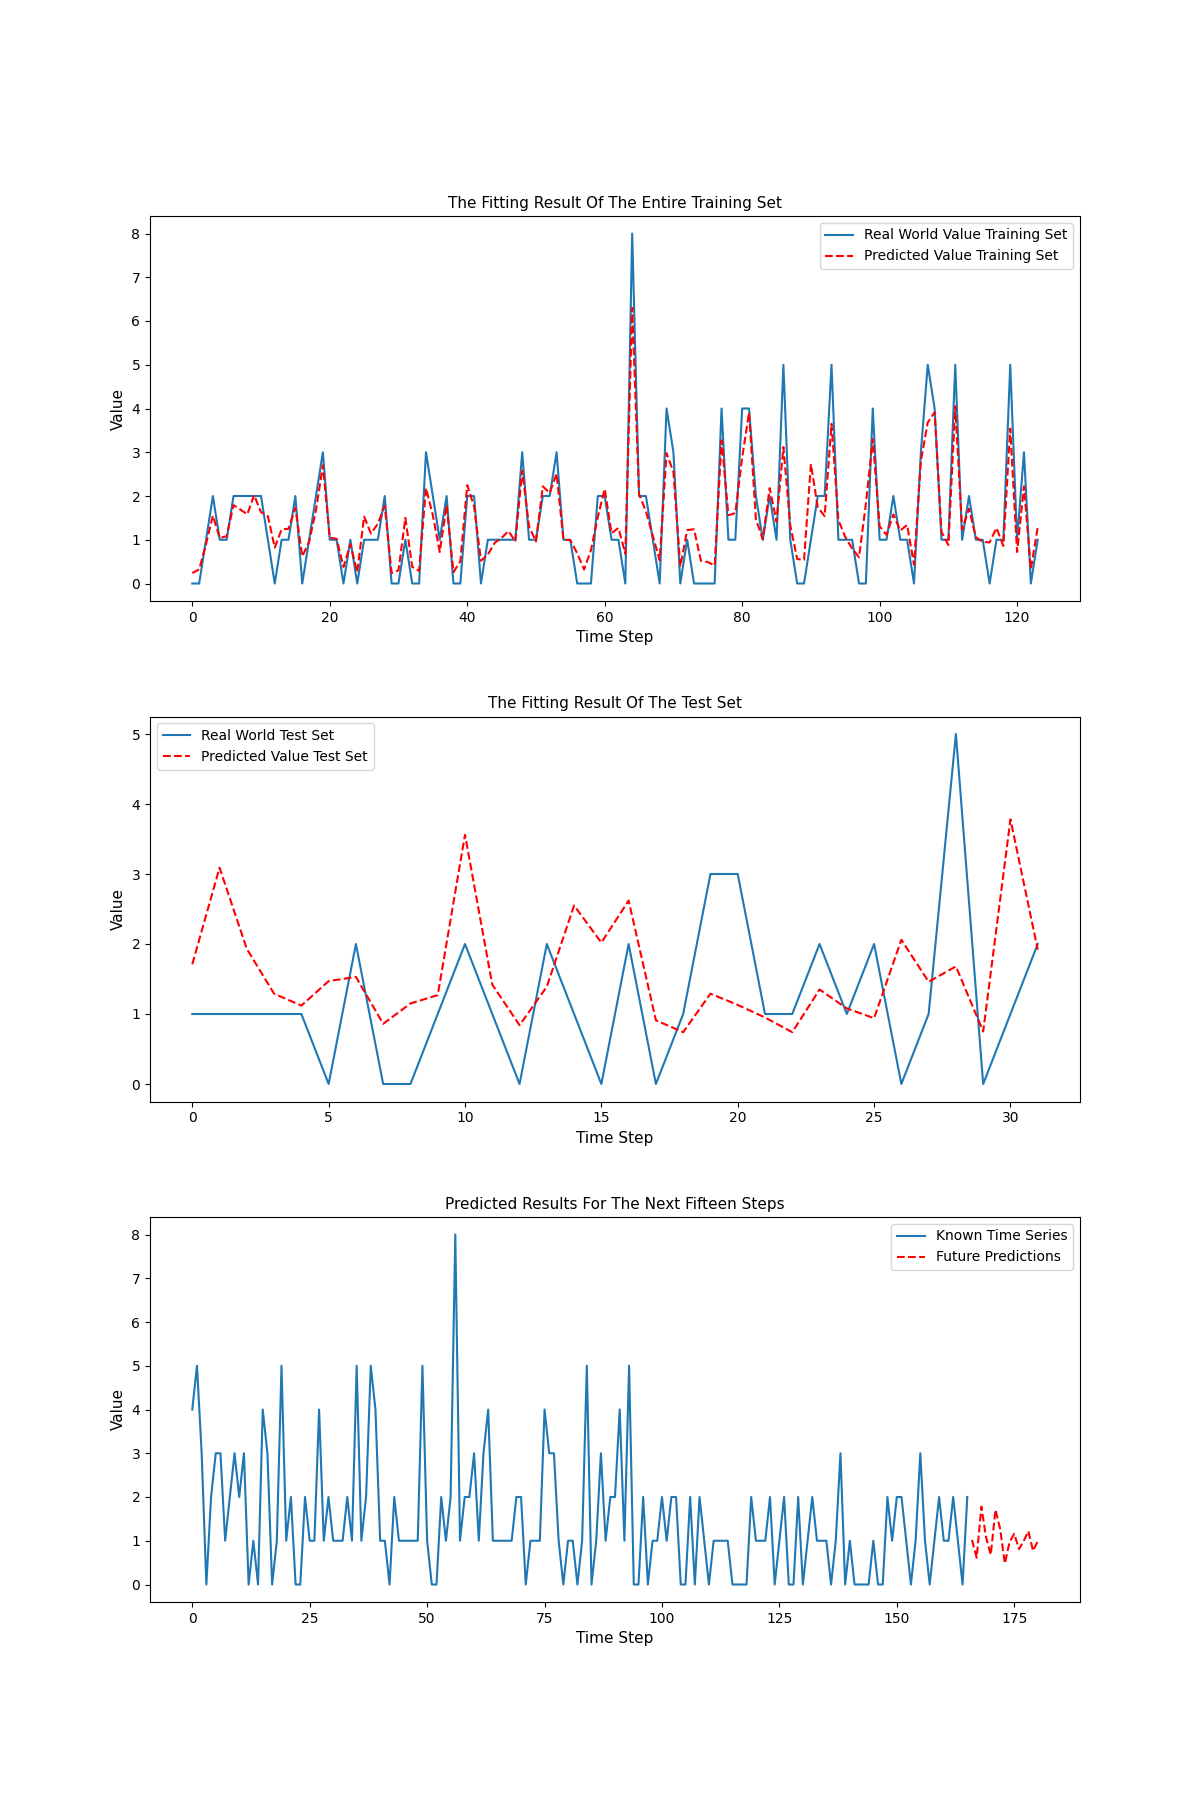 The Fitting Result Of The Entire Training Set
Real World Value Training Set
Predicted Value Training Set
Value
8
7
6
5
4
3
2
1
0
0 20 40 60 80 100 120
Time Step
The Fitting Result Of The Test Set
Real World Test Set
Predicted Value Test Set
Value
5
4
3
2
1
0
0 5 10 15 20 25 30
Time Step
Predicted Results For The Next Fifteen Steps
Known Time Series
Future Predictions
Value
8
7
6
5
4
3
2
1
0
0 25 50 75 100 125 150 175
Time Step